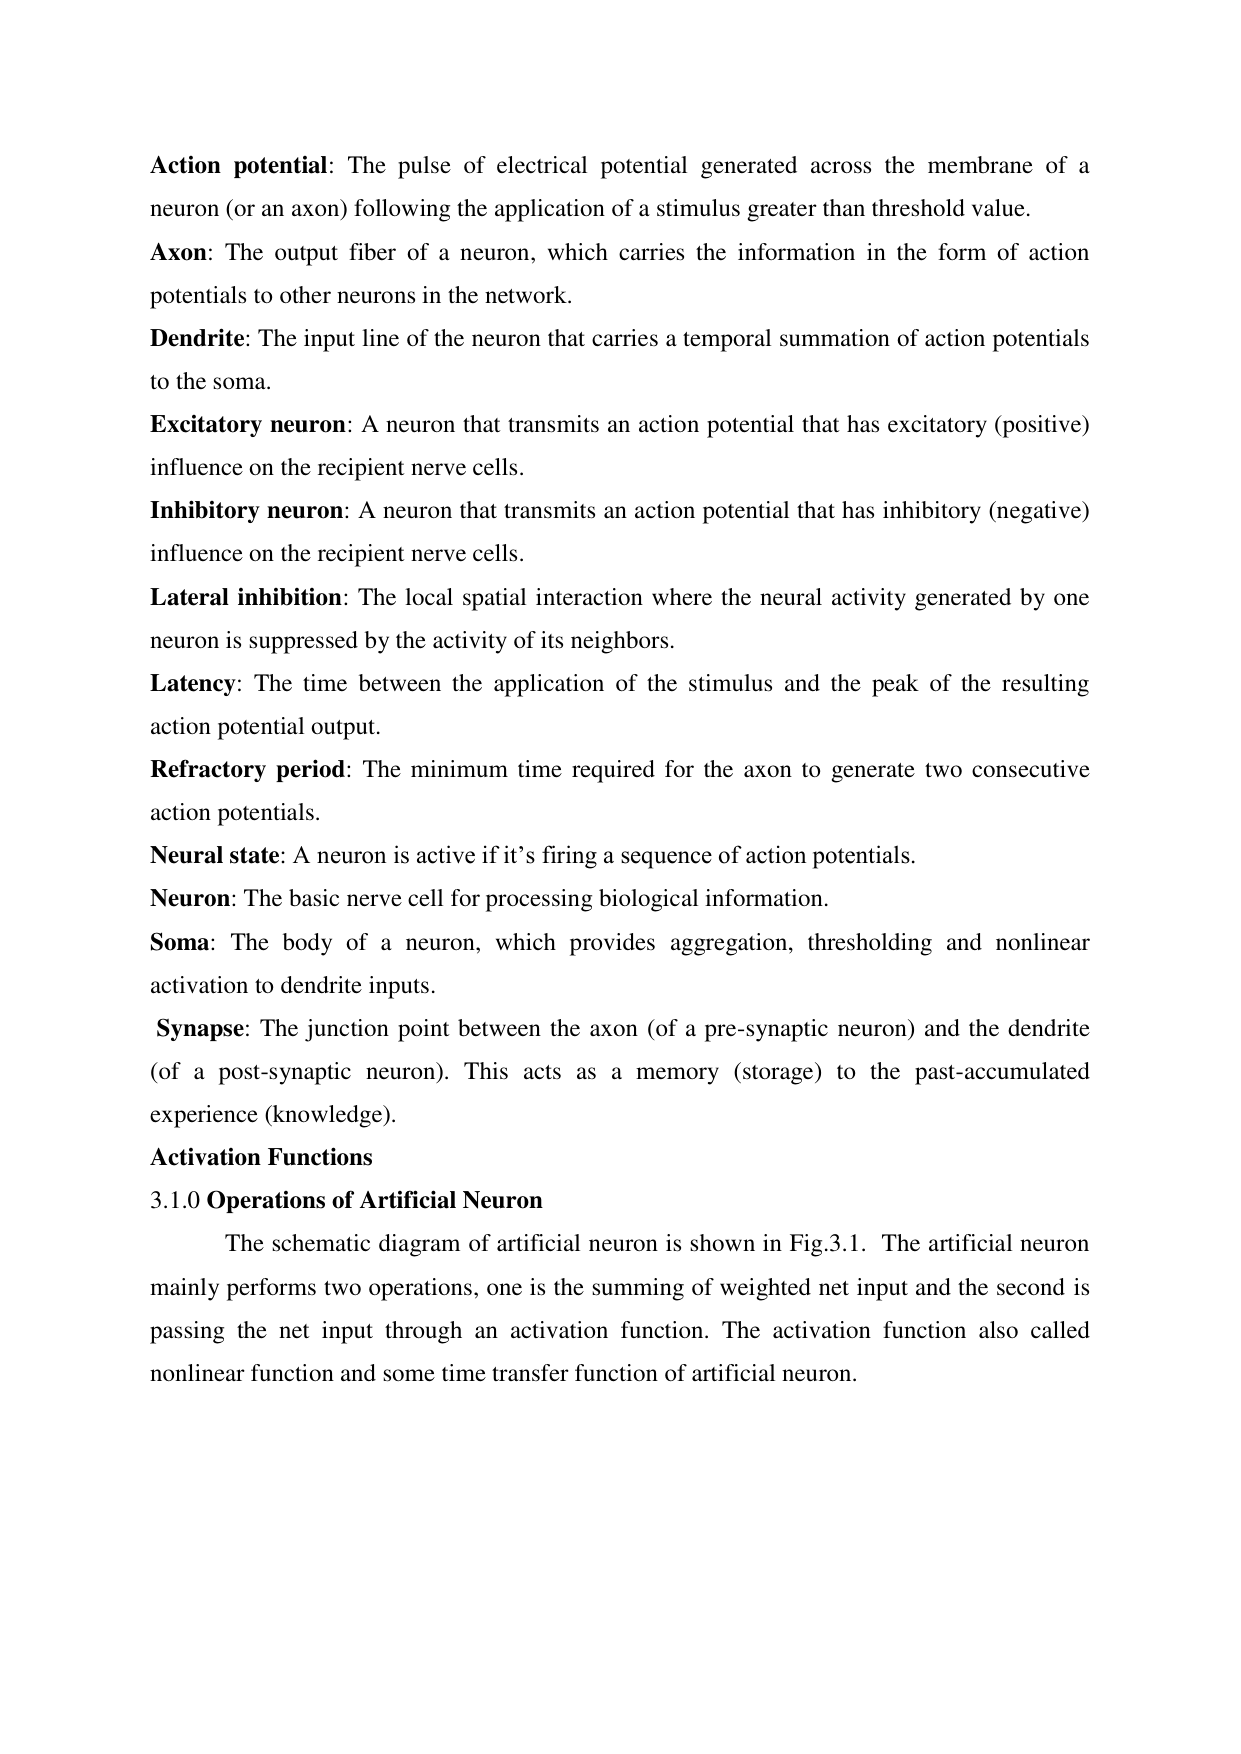 Action potential: The pulse of electrical potential generated across the membrane of a
neuron (or an axon) following the application of a stimulus greater than threshold value.
Axon: The output fiber of a neuron, which carries the information in the form of action
potentials to other neurons in the network.
Dendrite: The input line of the neuron that carries a temporal summation of action potentials
to the soma.
Excitatory neuron: A neuron that transmits an action potential that has excitatory (positive)
influence on the recipient nerve cells.
Inhibitory neuron: A neuron that transmits an action potential that has inhibitory (negative)
influence on the recipient nerve cells.
Lateral inhibition: The local spatial interaction where the neural activity generated by one
neuron is suppressed by the activity of its neighbors.
Latency: The time between the application of the stimulus and the peak of the resulting
action potential output.
Refractory period: The minimum time required for the axon to generate two consecutive
action potentials.
Neural state: A neuron is active if it’s firing a sequence of action potentials.
Neuron: The basic nerve cell for processing biological information.
Soma: The body of a neuron, which provides aggregation, thresholding and nonlinear
activation to dendrite inputs.
Synapse: The junction point between the axon (of a pre-synaptic neuron) and the dendrite
(of a post-synaptic neuron). This acts as a memory (storage) to the past-accumulated
experience (knowledge).
Activation Functions
3.1.0 Operations of Artificial Neuron
The schematic diagram of artificial neuron is shown in Fig.3.1. The artificial neuron
mainly performs two operations, one is the summing of weighted net input and the second is
passing the net input through an activation function. The activation function also called
nonlinear function and some time transfer function of artificial neuron.